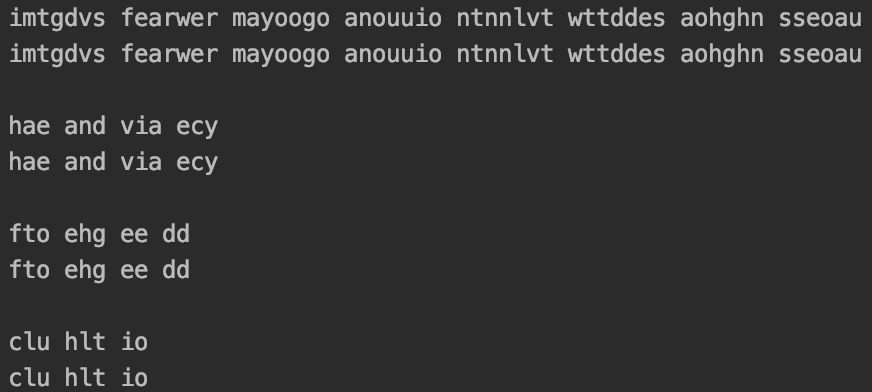 imtgdvs fearwer mayoogo anouuio ntnnlvt wttddes aohghn sseoau
imtgdvs fearwer mayoogo anouuio ntnnlvt wttddes aohghn sseoau
hae and via ecy
hae and via ecy
fto ehg ee dd
fto ehg ee dd
clu hlt io
clu hlt io